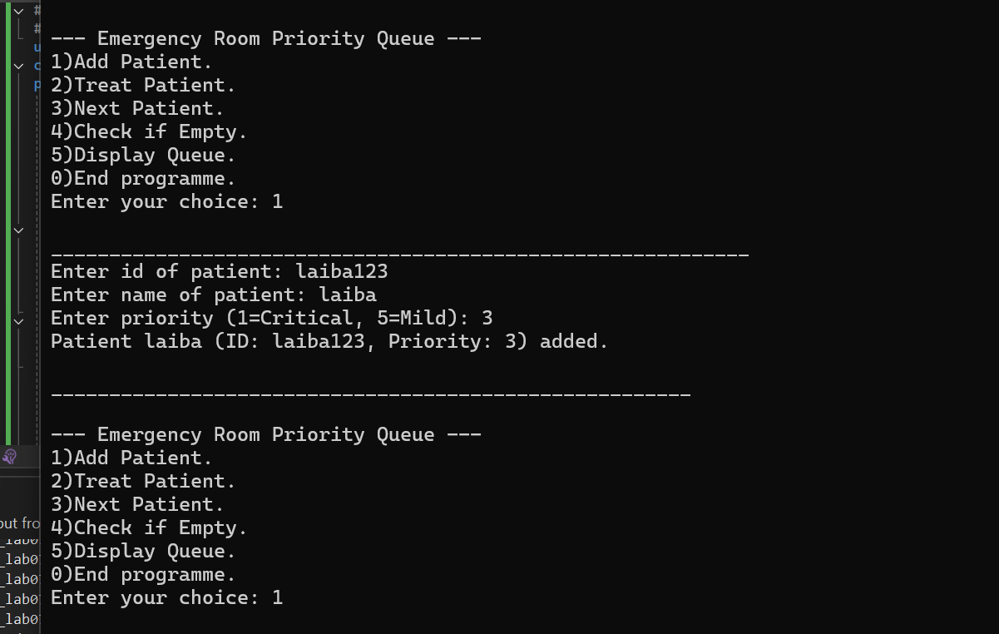 #
#
u
c
p
--- Emergency Room Priority Queue ---
1)Add Patient.
2)Treat Patient.
3)Next Patient.
4)Check if Empty.
5)Display Queue.
0)End programme.
Enter your choice: 1
____________________________________________________________
Enter id of patient: laiba123
Enter name of patient: laiba
Enter priority (1=Critical, 5=Mild): 3
Patient laiba (ID: laiba123, Priority: 3) added.
_______________________________________________________
--- Emergency Room Priority Queue ---
1)Add Patient.
2)Treat Patient.
3)Next Patient.
4)Check if Empty.
5)Display Queue.
0)End programme.
Enter your choice: 1
put fro
_lab0
_lab0
_lab0
_lab0
_lab0